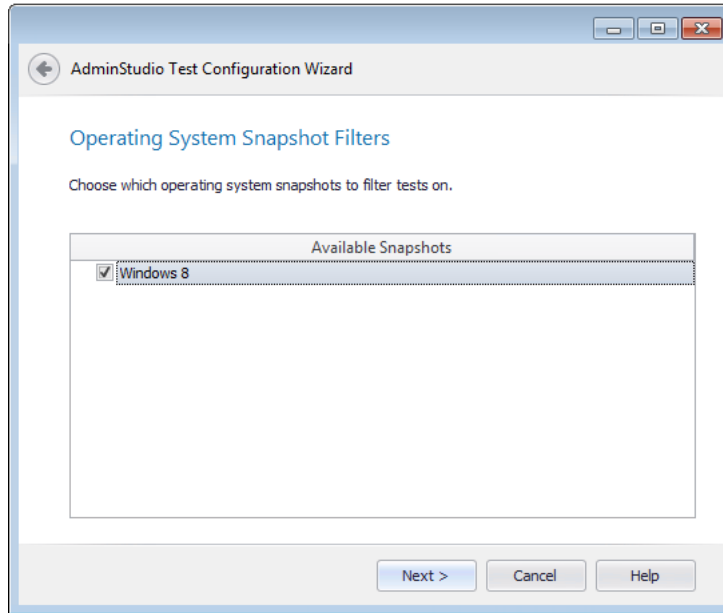 AdminStudio Test Configuration Wizard
Operating System Snapshot Filters
Choose which operating system snapshots to filter tests on.
Available Snapshots
Windows 8
Next >
Cancel
Help